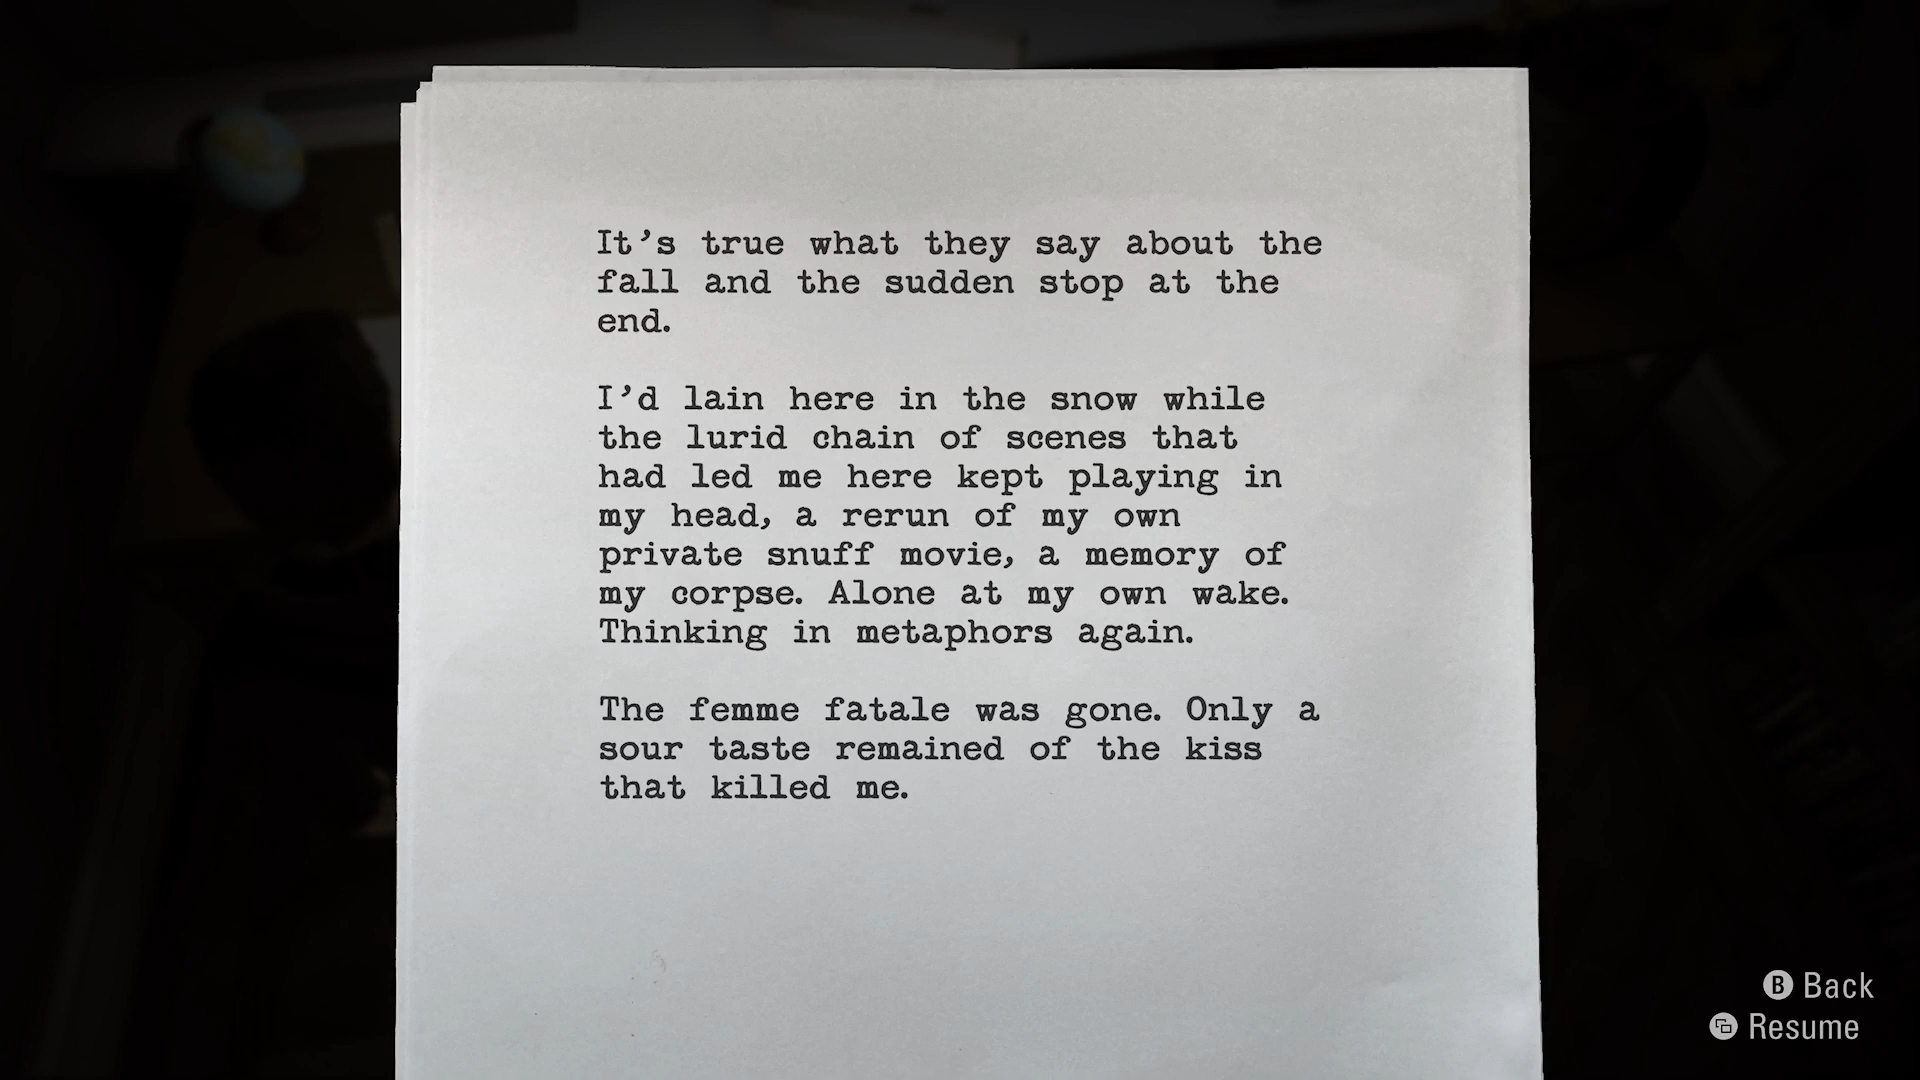 It’s true what they say about the
fall and the sudden stop at the
end.
I’d lain here in the snow while
the lurid chain of scenes that
had led me here kept playing in
my head, a rerun of my own
private snuff movie, a memory of
my corpse. Alone at my own wake.
Thinking in metaphors again.
The femme fatale was gone. Only a
sour taste remained of the kiss
that killed me.
B Back
Resume